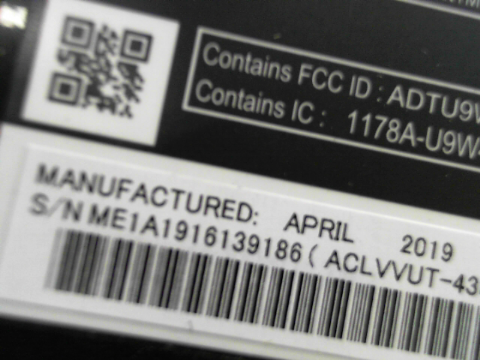 Contains FCC ID : ADTU9W
Contains IC : 1178A-U9W
MANUFACTURED: APRIL 2019
S/N ME1A1916139186 ( ACLVVUT-43